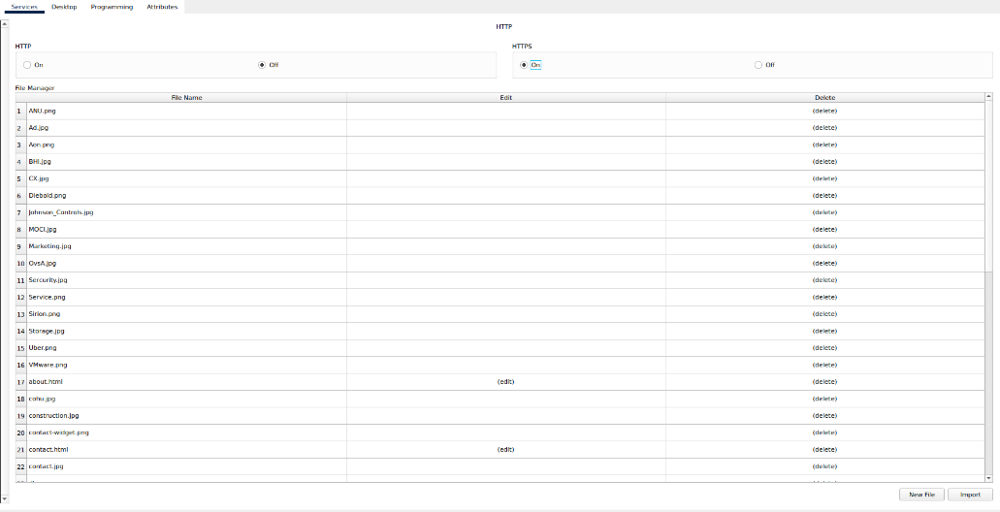 Services Desktop Programming Attributes
HTTP
HTTP HTTPS
On Off On Off
File Manager
File Name Edit Delete
1 ANU.png (delete)
2 Ad.jpg (delete)
3 Aon.png (delete)
4 BHI.jpg (delete)
5 CX.jpg (delete)
6 Diebold.png (delete)
7 Johnson_Controls.jpg (delete)
8 MOCI.jpg (delete)
9 Marketing.jpg (delete)
10 OvsA.jpg (delete)
11 Sercurity.jpg (delete)
12 Service.png (delete)
13 Sirion.png (delete)
14 Storage.jpg (delete)
15 Uber.png (delete)
16 VMware.png (delete)
17 about.html (edit) (delete)
18 cohu.jpg (delete)
19 construction.jpg (delete)
20 contact-widget.png (delete)
21 contact.html (edit) (delete)
22 contact.jpg (delete)
New File Import